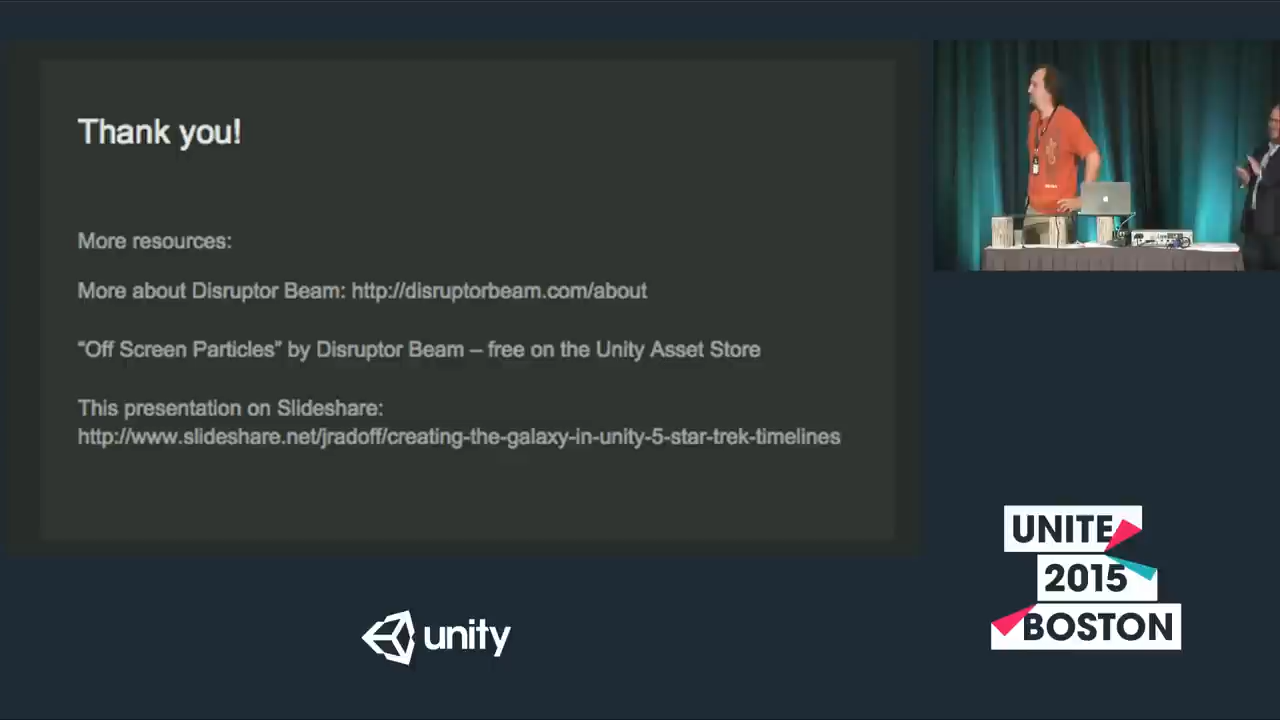 Thank you!
More resources:
More about Disruptor Beam: http://disruptorbeam.com/about
“Off Screen Particles” by Disruptor Beam – free on the Unity Asset Store
This presentation on Slideshare:
http://www.slideshare.net/jradoff/creating-the-galaxy-in-unity-5-star-trek-timelines
UNITE
2015
BOSTON
unity